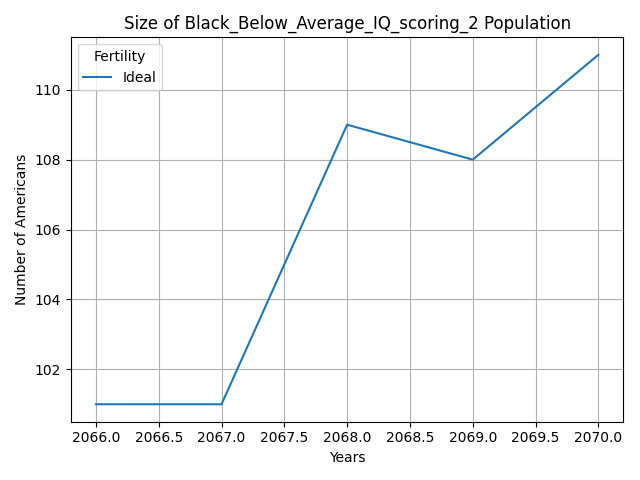 Size of Black_Below_Average_IQ_scoring_2 Population
Fertility
Ideal
Number of Americans
110
108
106
104
102
2066.0 2066.5 2067.0 2067.5 2068.0 2068.5 2069.0 2069.5 2070.0
Years